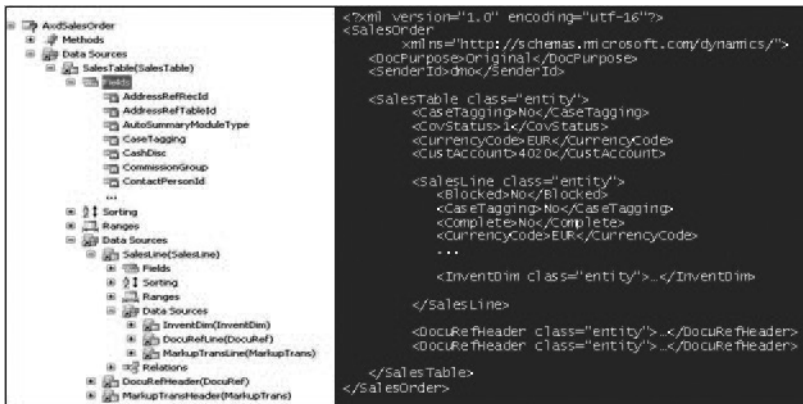 AxdSalesOrder
Methods
Data Sources
SalesTable(SalesTable)
Fields
AddressRefRecId
AddressRefTableId
AutoSummaryModuleType
CaseTagging
CashDisc
CommissionGroup
ContactPersonId
...
Sorting
Ranges
Data Sources
SalesLine(SalesLine)
Fields
Sorting
Ranges
Data Sources
InventDim(InventDim)
DocuRefLine(DocuRef)
MarkupTransLine(MarkupTrans)
Relations
DocuRefHeader(DocuRef)
MarkupTransHeader(MarkupTrans)
<?xml version="1.0" encoding="utf-16"?>
<SalesOrder
xmlns="http://schemas.microsoft.com/dynamics/">
<DocPurpose>Original</DocPurpose>
<SenderId>dmo</SenderId>
<SalesTable class="entity">
<CaseTagging>No</CaseTagging>
<CovStatus>1</CovStatus>
<CurrencyCode>EUR</CurrencyCode>
<CustAccount>4020</CustAccount>
<SalesLine class="entity">
<Blocked>No</Blocked>
<CaseTagging>No</CaseTagging>
<Complete>No</Complete>
<CurrencyCode>EUR</CurrencyCode>
...
<InventDim class="entity">…</InventDim>
</SalesLine>
<DocuRefHeader class="entity">…</DocuRefHeader>
<DocuRefHeader class="entity">…</DocuRefHeader>
</SalesTable>
</SalesOrder>